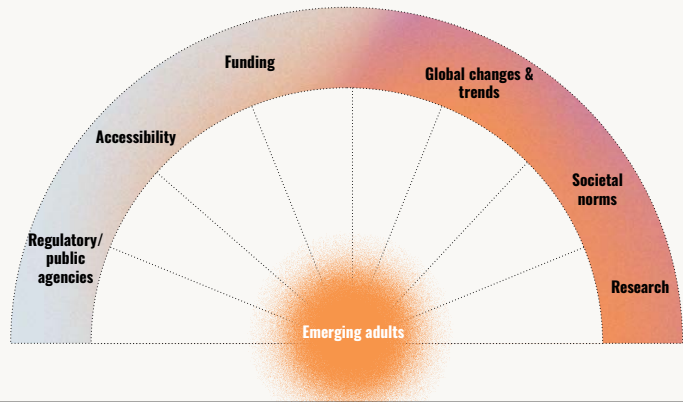 Funding
Global changes &
trends
Accessibility
Societal
norms
Regulatory/
public
agencies
Research
Emerging adults